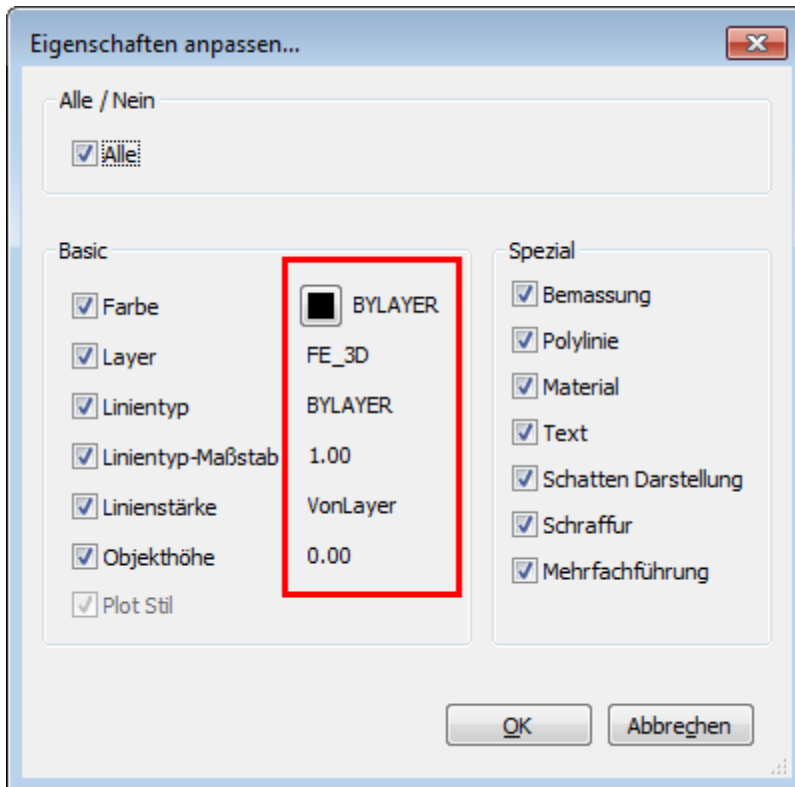 Eigenschaften anpassen...
Alle / Nein
Alle
Basic
Farbe BYLAYER
Layer FE_3D
Linientyp BYLAYER
Linientyp-Maßstab 1.00
Linienstärke VonLayer
Objekthöhe 0.00
Plot Stil
Spezial
Bemassung
Polylinie
Material
Text
Schatten Darstellung
Schraffur
Mehrfachführung
OK
Abbrechen